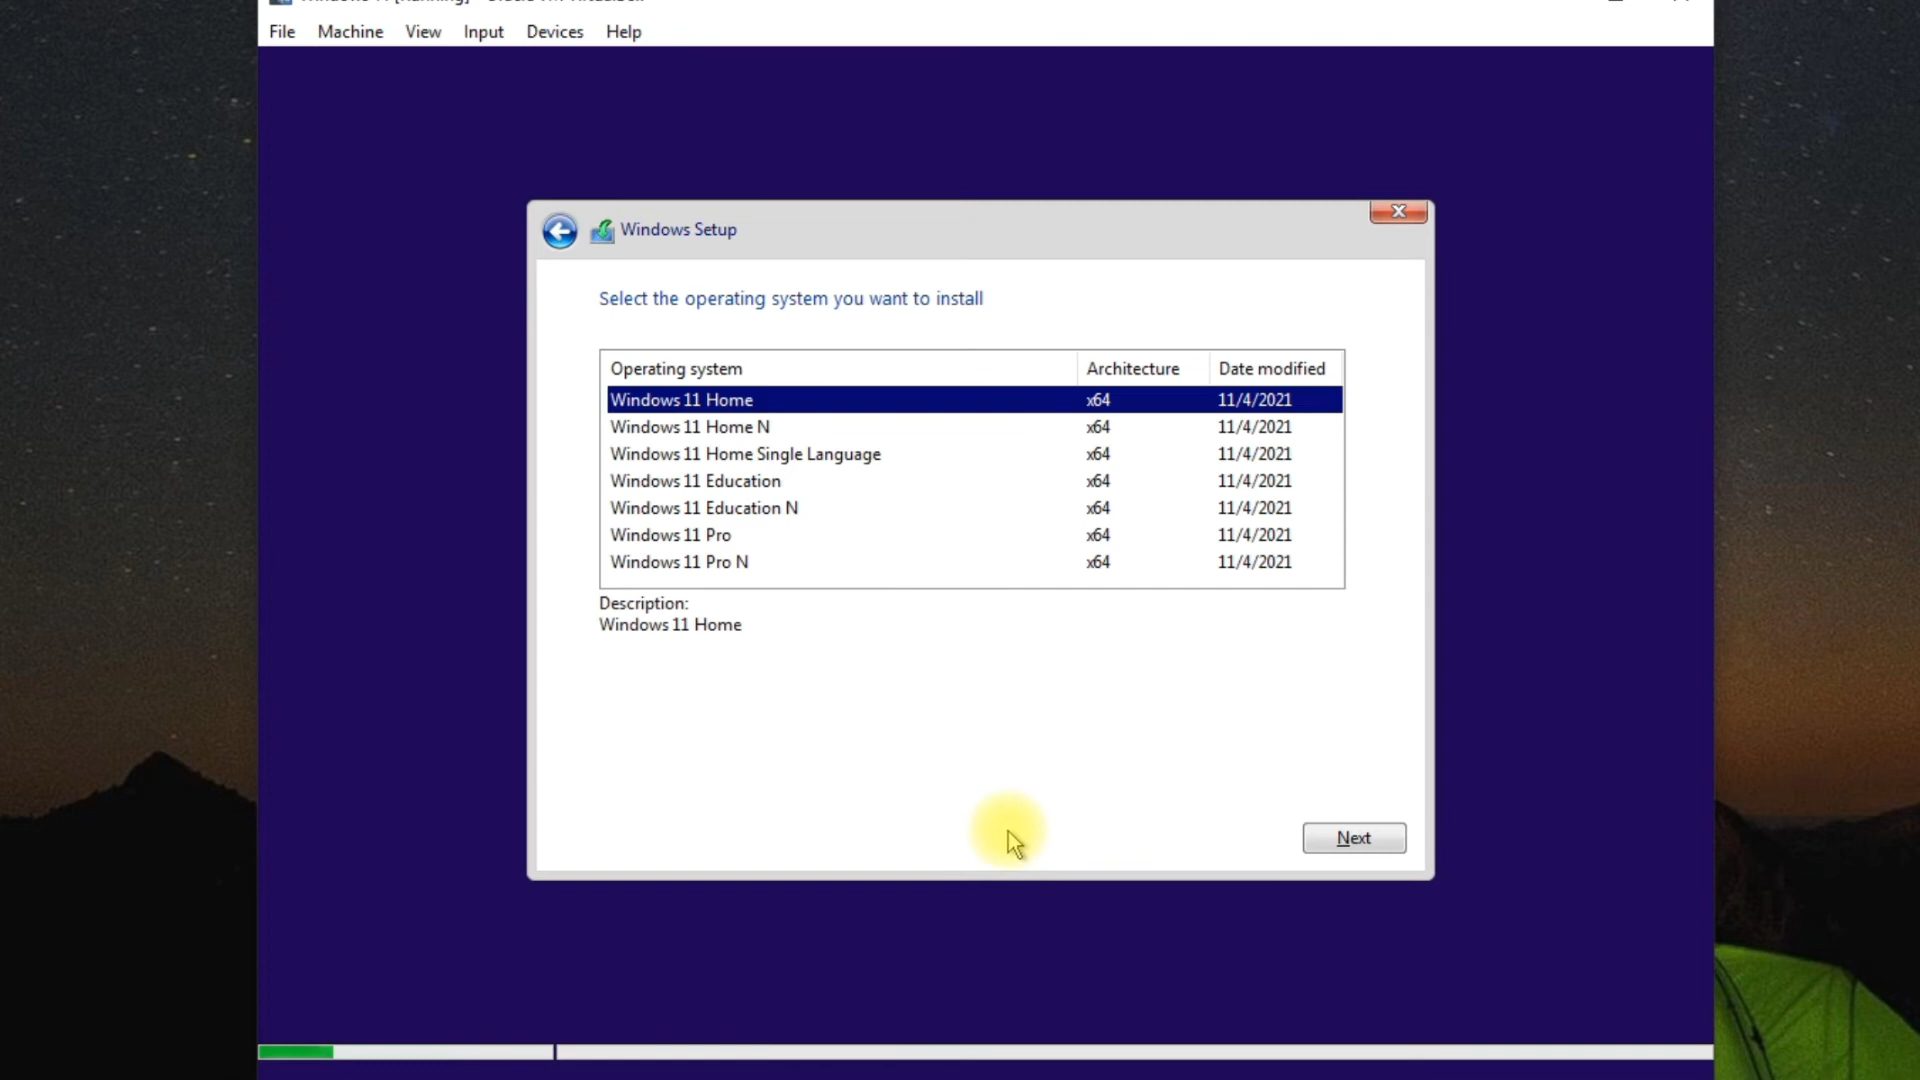 File Machine View Input Devices Help
Windows Setup
Select the operating system you want to install
Operating system Architecture Date modified
Windows 11 Home x64 11/4/2021
Windows 11 Home N x64 11/4/2021
Windows 11 Home Single Language x64 11/4/2021
Windows 11 Education x64 11/4/2021
Windows 11 Education N x64 11/4/2021
Windows 11 Pro x64 11/4/2021
Windows 11 Pro N x64 11/4/2021
Description:
Windows 11 Home
Next